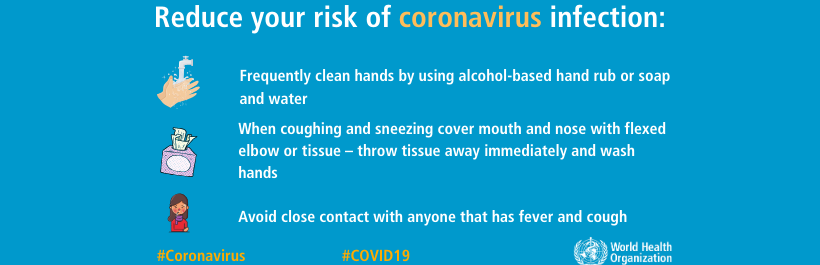 Reduce your risk of coronavirus infection:
Frequently clean hands by using alcohol-based hand rub or soap
and water
When coughing and sneezing cover mouth and nose with flexed
elbow or tissue – throw tissue away immediately and wash
hands
Avoid close contact with anyone that has fever and cough
#Coronavirus
#COVID19
World Health
Organization